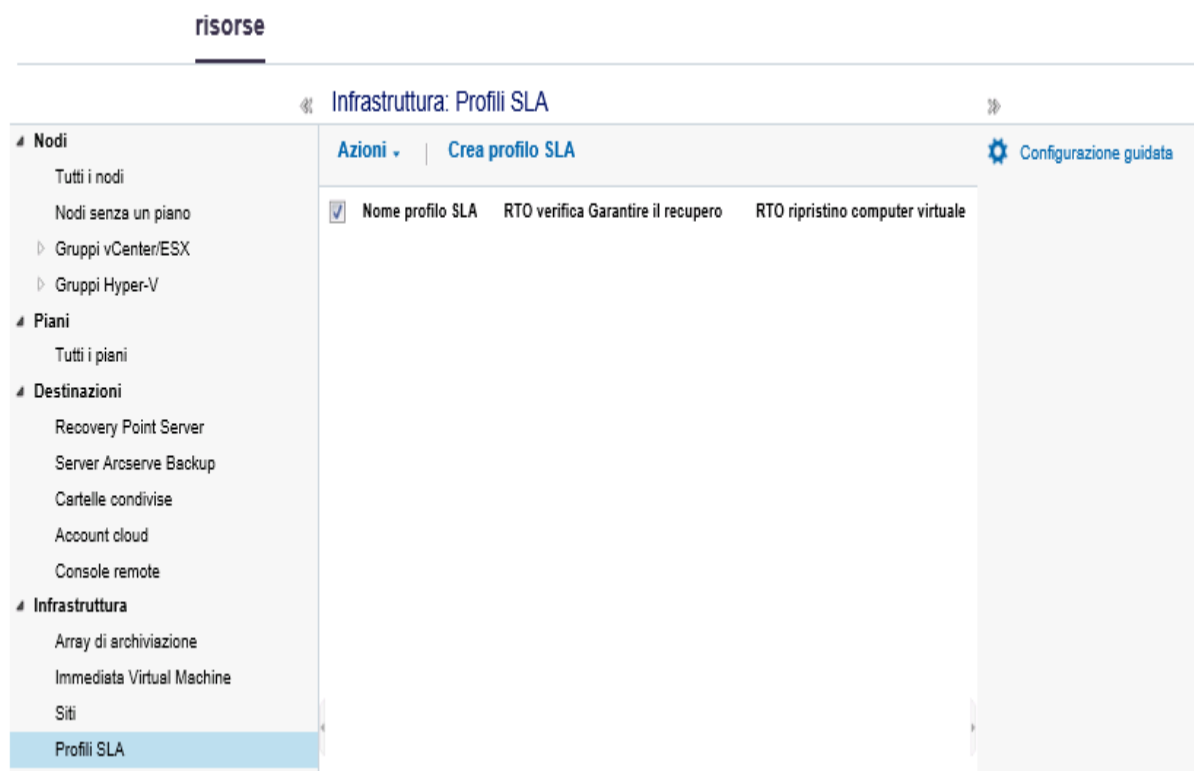 risorse
Infrastruttura: Profili SLA
Nodi
Tutti i nodi
Nodi senza un piano
Gruppi vCenter/ESX
Gruppi Hyper-V
Piani
Tutti i piani
Destinazioni
Recovery Point Server
Server Arcserve Backup
Cartelle condivise
Account cloud
Console remote
Infrastruttura
Array di archiviazione
Immediata Virtual Machine
Siti
Profili SLA
Azioni | Crea profilo SLA
Nome profilo SLA RTO verifica Garantire il recupero RTO ripristino computer virtuale
Configurazione guidata